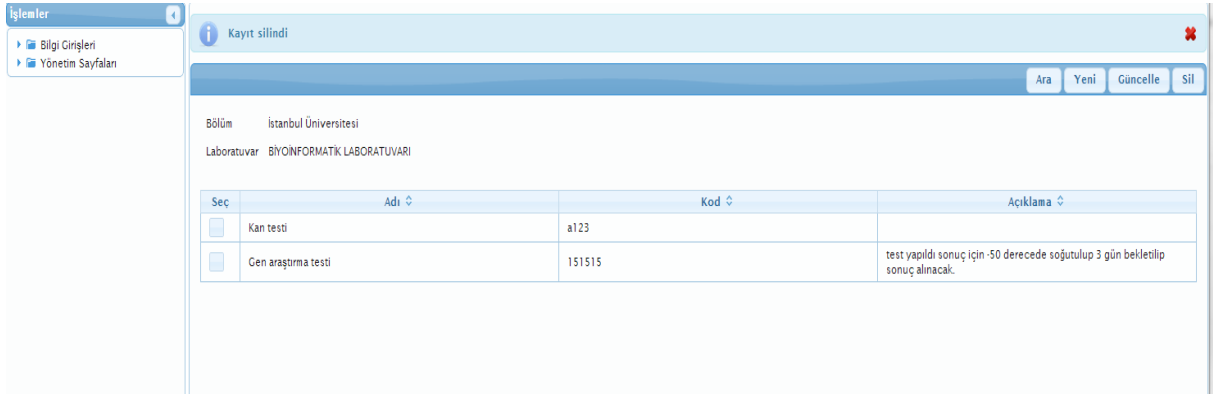 İşlemler
Bilgi Girişleri
Yönetim Sayfaları
Kayıt silindi
Ara Yeni Güncelle Sil
Bölüm İstanbul Üniversitesi
Laboratuvar BİYOİNFORMATİK LABORATUVARI
Seç Adı Kod Açıklama
Kan testi a123
Gen araştırma testi 151515 test yapıldı sonuç için -50 derecede soğutulup 3 gün bekletilip
sonuç alınacak.